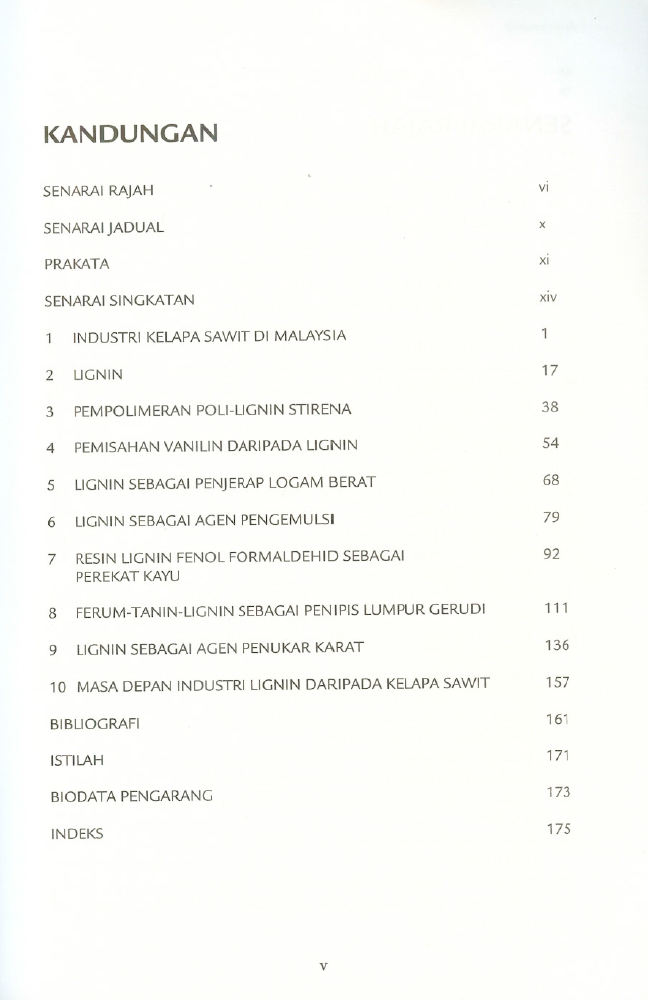 KANDUNGAN
SENARAI RAJAH vi
SENARAI JADUAL x
PRAKATA xi
SENARAI SINGKATAN xiv
1 INDUSTRI KELAPA SAWIT DI MALAYSIA 1
2 LIGNIN 17
3 PEMPOLIMERAN POLI-LIGNIN STIRENA 38
4 PEMISAHAN VANILIN DARIPADA LIGNIN 54
5 LIGNIN SEBAGAI PENJERAP LOGAM BERAT 68
6 LIGNIN SEBAGAI AGEN PENGEMULSI 79
7 RESIN LIGNIN FENOL FORMALDEHID SEBAGAI 92
PEREKAT KAYU
8 FERUM-TANIN-LIGNIN SEBAGAI PENIPIS LUMPUR GERUDI 111
9 LIGNIN SEBAGAI AGEN PENUKAR KARAT 136
10 MASA DEPAN INDUSTRI LIGNIN DARIPADA KELAPA SAWIT 157
BIBLIOGRAFI 161
ISTILAH 171
BIODATA PENGARANG 173
INDEKS 175
v